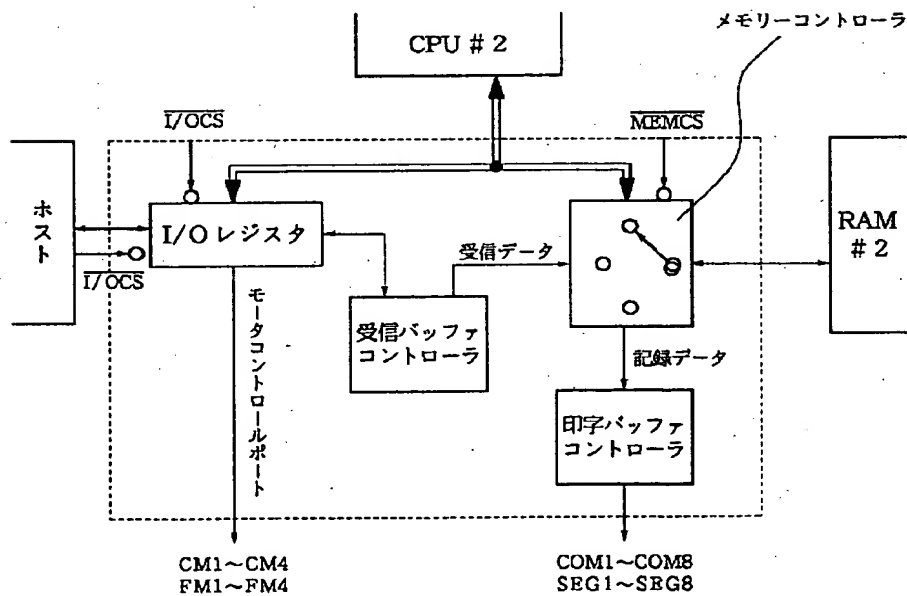 メモリーコントローラ
CPU # 2
I/OCS
MEMCS
ホスト
I/O レジスタ
I/OCS
受信データ
RAM
# 2
モータコントロールポート
受信バッファ
コントローラ
記録データ
印字バッファ
コントローラ
CM1～CM4
FM1～FM4
COM1～COM8
SEG1～SEG8